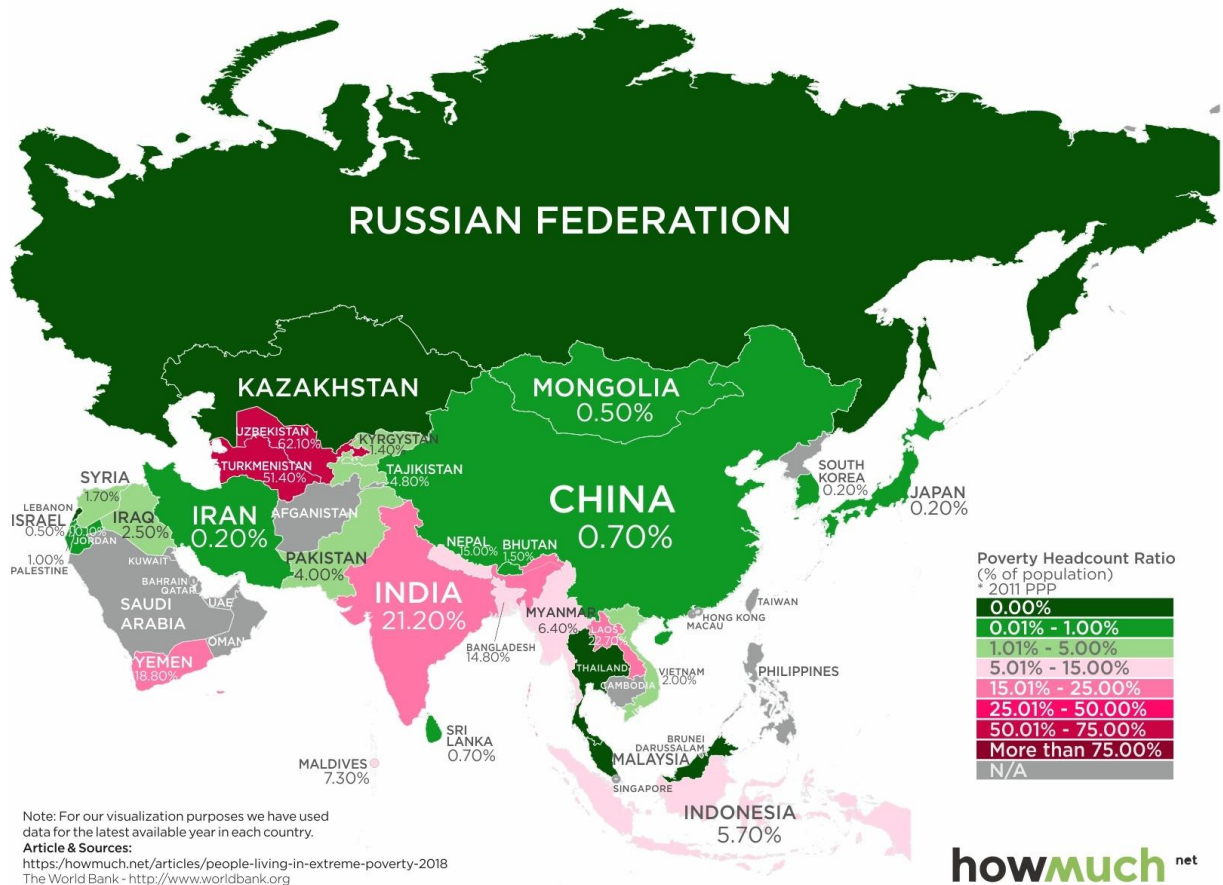 RUSSIAN FEDERATION
KAZAKHSTAN
MONGOLIA
0.50%
UZBEKISTAN
62.10%
KYRGYSTAN
1.40%
TURKMENISTAN
51.40%
TAJIKISTAN
4.80%
SYRIA
1.70%
LEBANON
ISRAEL
0.50%
0.10%
JORDAN
IRAQ
2.50%
IRAN
0.20%
AFGANISTAN
CHINA
0.70%
SOUTH
KOREA
0.20%
JAPAN
0.20%
1.00%
PALESTINE
KUWAIT
PAKISTAN
4.00%
NEPAL
15.00%
BHUTAN
1.50%
BAHRAIN
QATAR
UAE
SAUDI
ARABIA
OMAN
INDIA
21.20%
MYANMAR
6.40%
LAOS
22.70%
TAIWAN
HONG KONG
MACAU
BANGLADESH
14.80%
YEMEN
18.80%
THAILAND
CAMBODIA
VIETNAM
2.00%
PHILIPPINES
SRI
LANKA
0.70%
MALDIVES
7.30%
BRUNEI
DARUSSALAM
MALAYSIA
SINGAPORE
INDONESIA
5.70%
Poverty Headcount Ratio
(% of population)
* 2011 PPP
0.00%
0.01% - 1.00%
1.01% - 5.00%
5.01% - 15.00%
15.01% - 25.00%
25.01% - 50.00%
50.01% - 75.00%
More than 75.00%
N/A
Note: For our visualization purposes we have used
data for the latest available year in each country.
Article & Sources:
https:/howmuch.net/articles/people-living-in-extreme-poverty-2018
The World Bank - http://www.worldbank.org
howmuch net